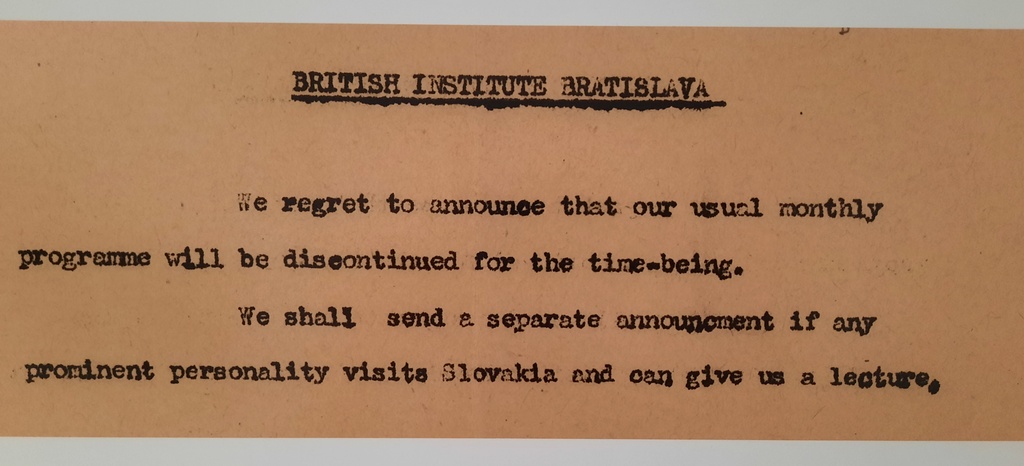 BRITISH INSTITUTE BRATISLAVA
We regret to announce that our usual monthly
programme will be discontinued for the time-being.
We shall send a separate announcment if any
prominent personality visits Slovakia and can give us a lecture.